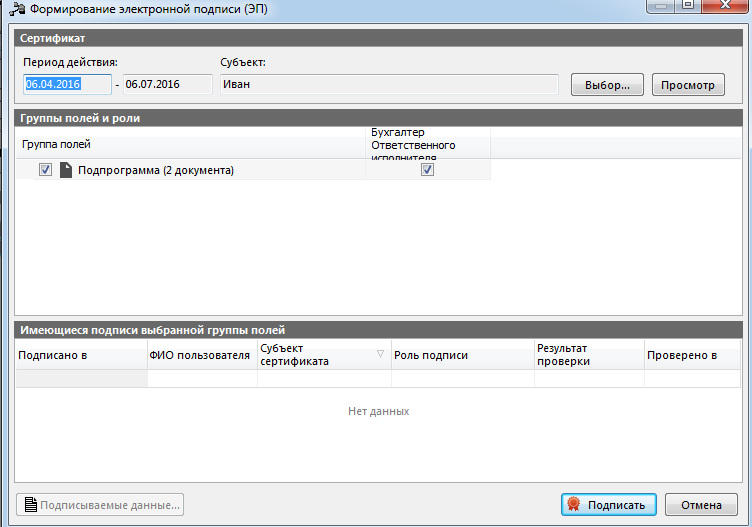 Формирование электронной подписи (ЭП)
Сертификат
Период действия: Субъект:
06.04.2016 - 06.07.2016 Иван Выбор... Просмотр
Группы полей и роли
Группа полей
Бухгалтер
Ответственного
исполнителя
Подпрограмма (2 документа)
Имеющиеся подписи выбранной группы полей
Подписано в ФИО пользователя Субъект сертификата Роль подписи Результат проверки Проверено в
Нет данных
Подписываемые данные... Подписать Отмена